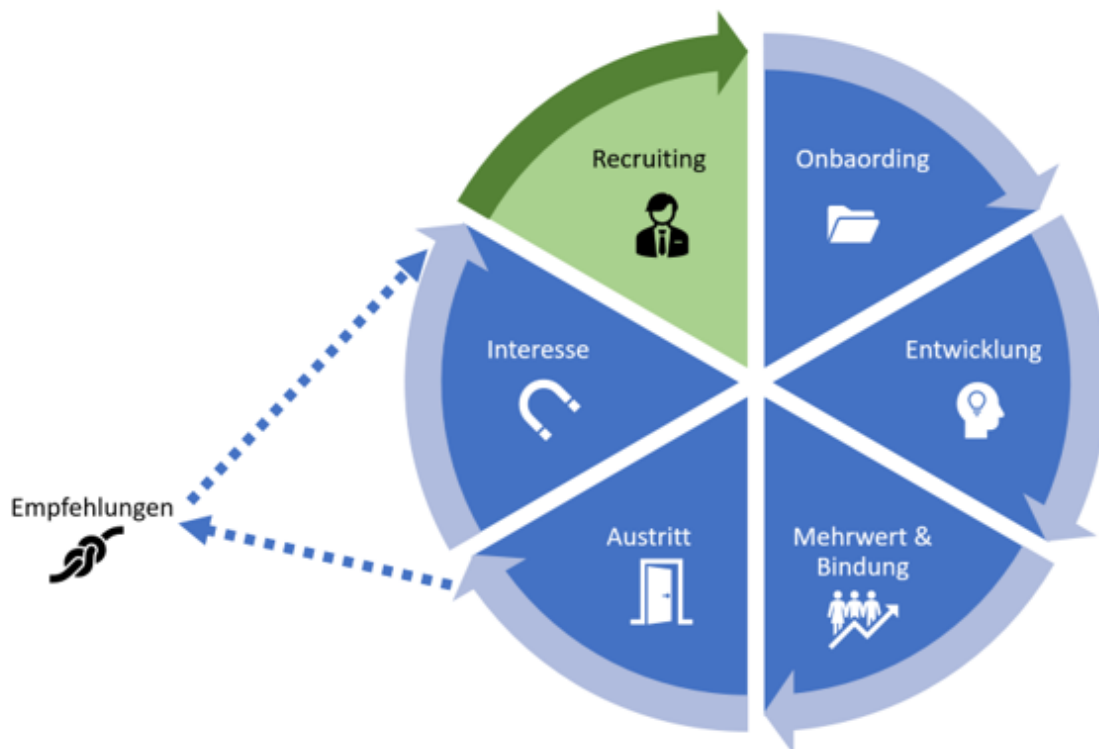 Recruiting
Onbaording
Interesse
Entwicklung
Empfehlungen
Austritt
Mehrwert &
Bindung